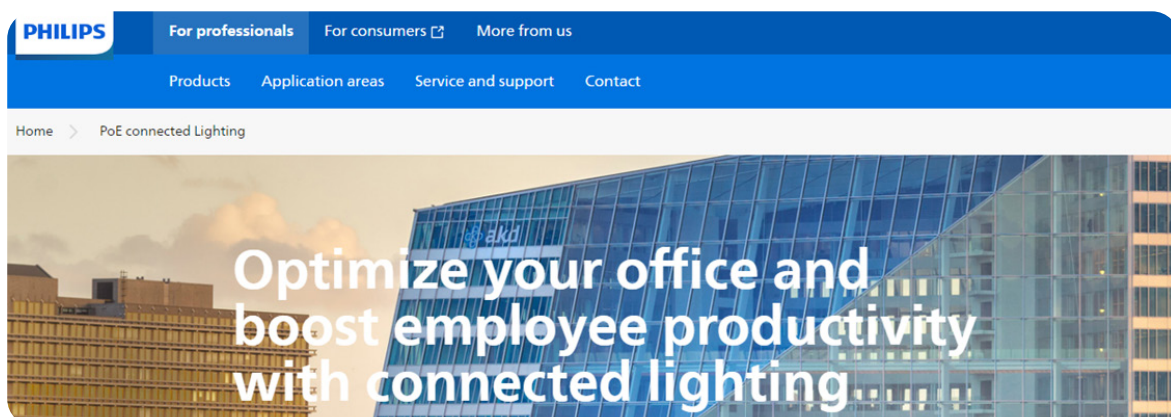 PHILIPS
For professionals For consumers More from us
Products Application areas Service and support Contact
Home PoE connected Lighting
akd
Optimize your office and
boost employee productivity
with connected lighting